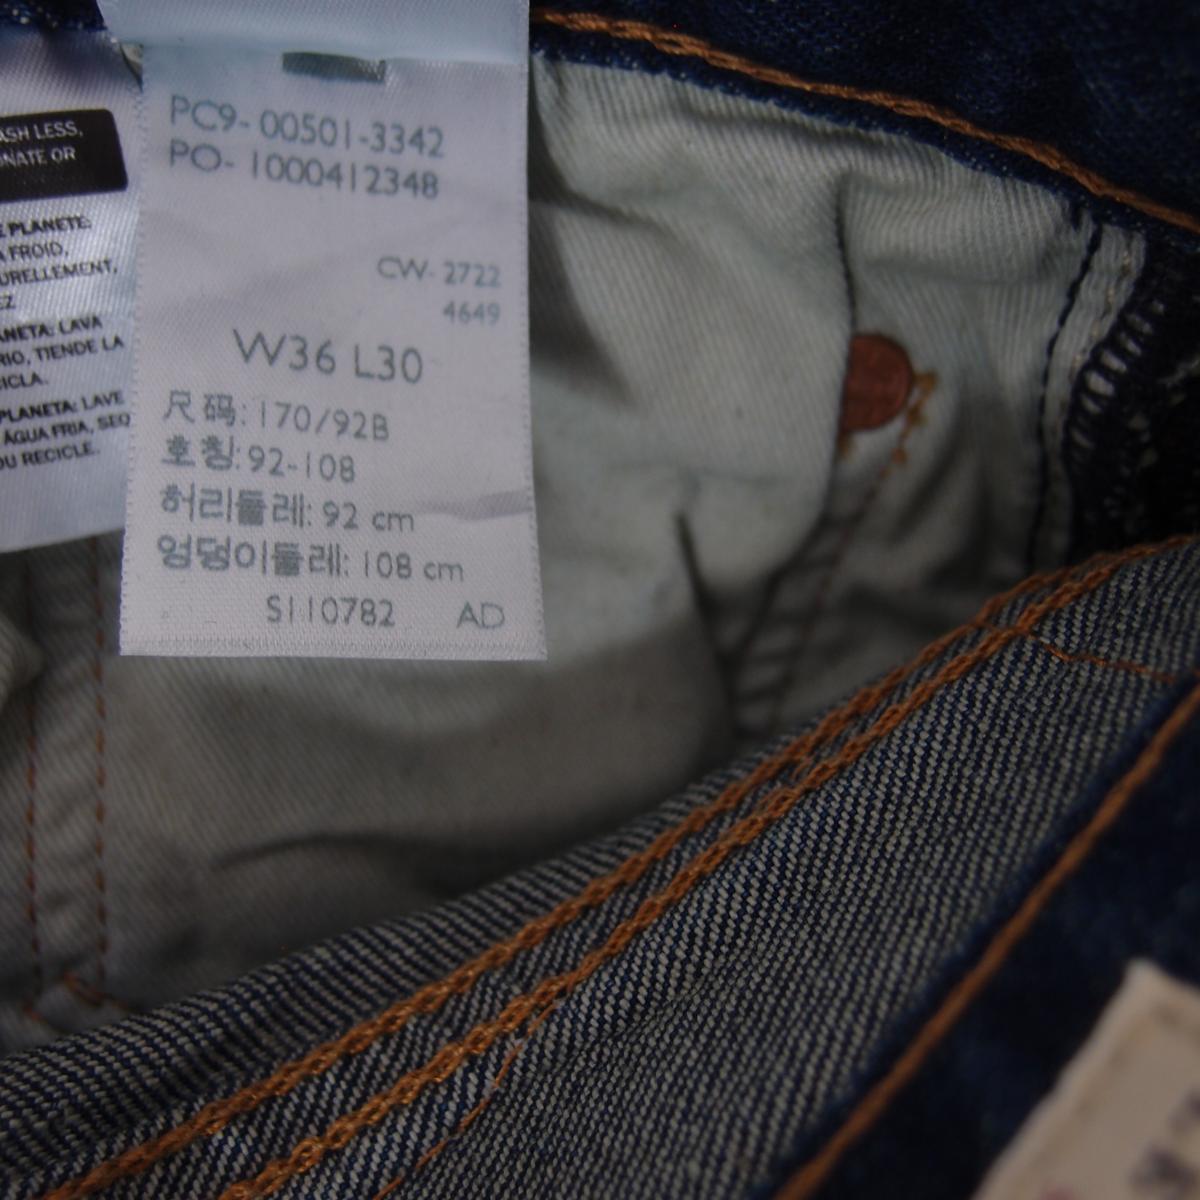 ASH LESS,
NATE OR
E PLANETE:
A FROID,
URELLEMENT,
EZ
ANETA: LAVA
RIO, TIENDE LA
ICLA.
PLANETA: LAVE
ÁGUA FRIA, SEQ
OU RECICLE.
PC9-00501-3342
PO-1000412348
CW-2722
4649
W36 L30
尺码:170/92B
호칭:92-108
허리둘레: 92 cm
엉덩이둘레: 108 cm
S110782 AD